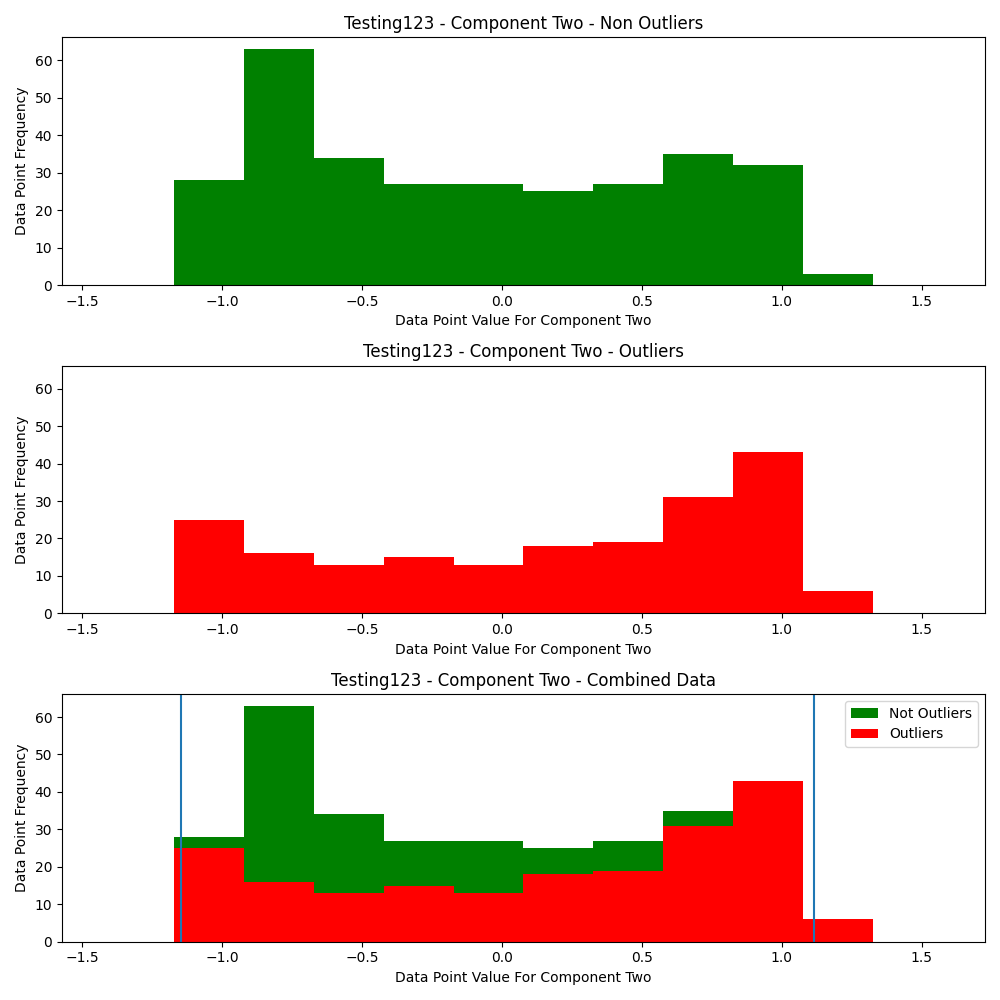 Testing123 - Component Two - Non Outliers
Data Point Frequency
60
50
40
30
20
10
0
−1.5 −1.0 −0.5 0.0 0.5 1.0 1.5
Data Point Value For Component Two
Testing123 - Component Two - Outliers
Data Point Frequency
60
50
40
30
20
10
0
−1.5 −1.0 −0.5 0.0 0.5 1.0 1.5
Data Point Value For Component Two
Testing123 - Component Two - Combined Data
Data Point Frequency
60
50
40
30
20
10
0
Not Outliers
Outliers
−1.5 −1.0 −0.5 0.0 0.5 1.0 1.5
Data Point Value For Component Two